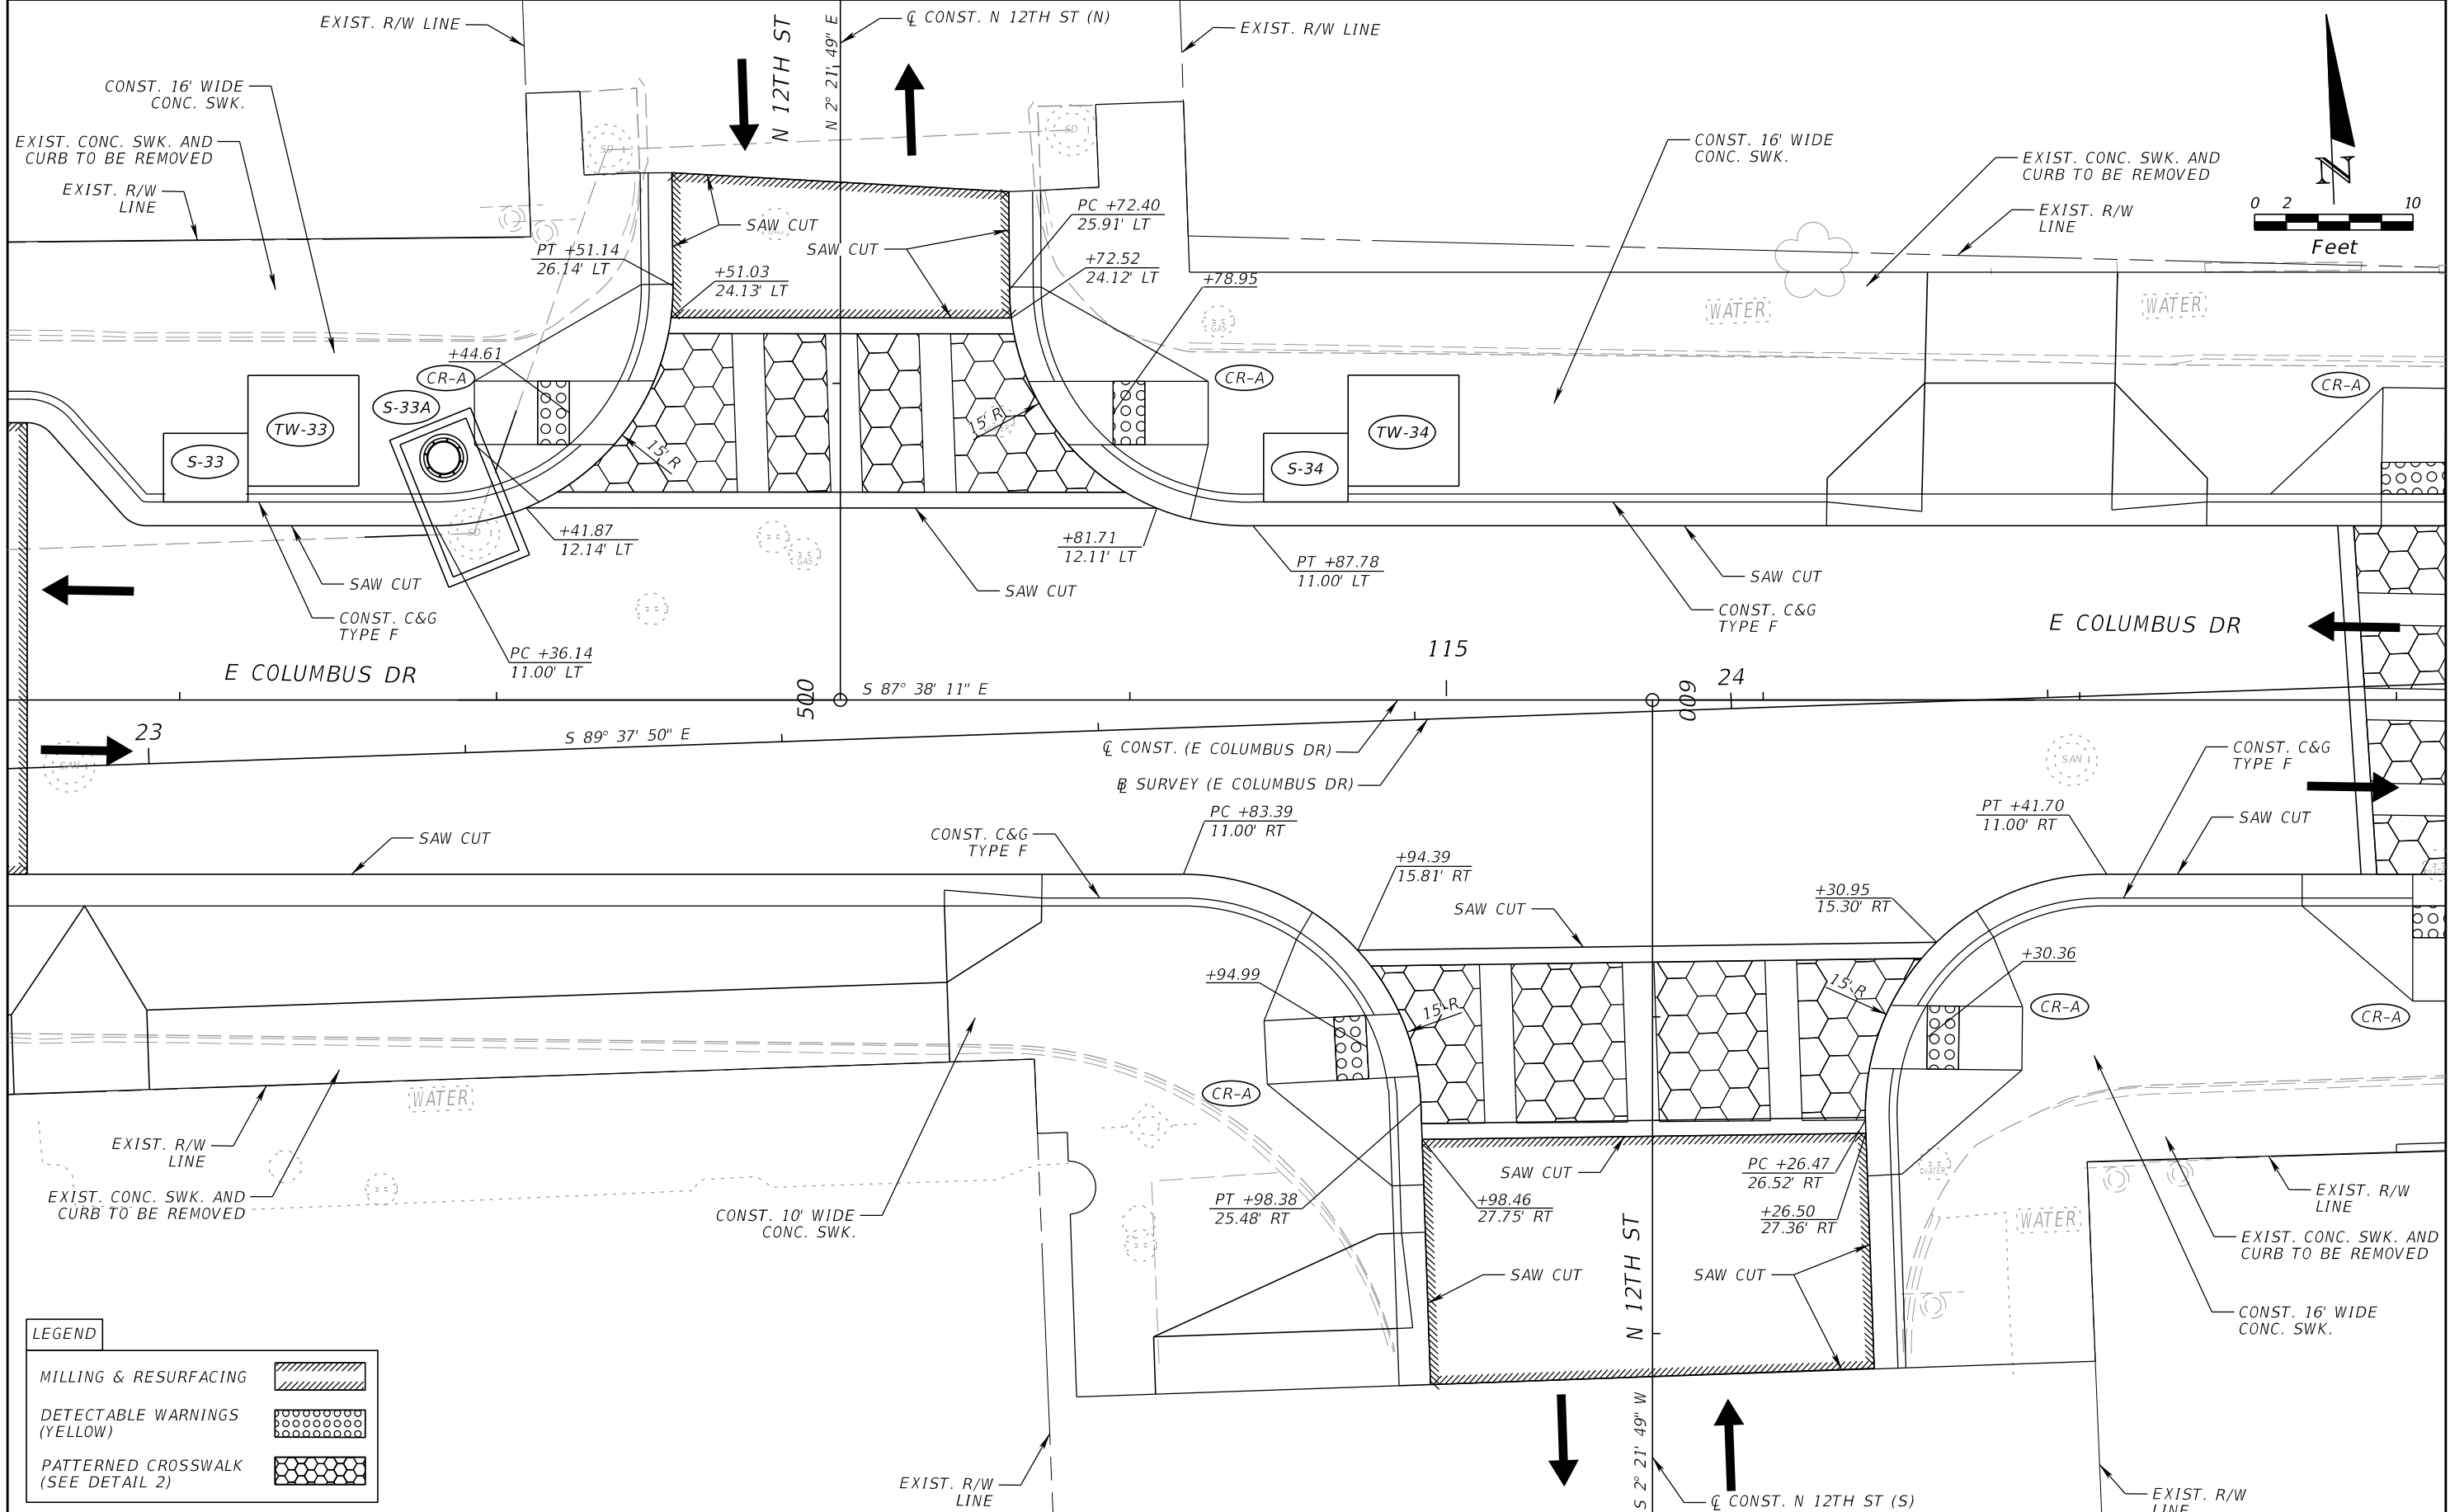 EXIST. R/W LINE
N 12TH ST
N 2° 21' 49" E
℄ CONST. N 12TH ST (N)
EXIST. R/W LINE
CONST. 16' WIDE
CONC. SWK.
EXIST. CONC. SWK. AND
CURB TO BE REMOVED
EXIST. R/W
LINE
SD
SD
CONST. 16' WIDE
CONC. SWK.
EXIST. CONC. SWK. AND
CURB TO BE REMOVED
EXIST. R/W
LINE
N
0 2 10
Feet
SAW CUT
SAW CUT
PT +51.14
26.14' LT
+51.03
24.13' LT
PC +72.40
25.91' LT
+72.52
24.12' LT
+78.95
GAS
WATER
WATER
+44.61
CR-A
S-33A
TW-33
S-33
15' R
15' R
CR-A
TW-34
S-34
CR-A
SD
+41.87
12.14' LT
GAS
+81.71
12.11' LT
PT +87.78
11.00' LT
SAW CUT
SAW CUT
SAW CUT
CONST. C&G
TYPE F
CONST. C&G
TYPE F
PC +36.14
11.00' LT
E COLUMBUS DR
E COLUMBUS DR
115
500
S 87° 38' 11" E
600
24
23
S 89° 37' 50" E
SAN
℄ CONST. (E COLUMBUS DR)
BL SURVEY (E COLUMBUS DR)
SAN
CONST. C&G
TYPE F
SAW CUT
SAW CUT
CONST. C&G
TYPE F
PC +83.39
11.00' RT
PT +41.70
11.00' RT
+94.39
15.81' RT
SAW CUT
+30.95
15.30' RT
+94.99
+30.36
15' R
15' R
CR-A
CR-A
CR-A
WATER
EXIST. R/W
LINE
EXIST. CONC. SWK. AND
CURB TO BE REMOVED
CONST. 10' WIDE
CONC. SWK.
PT +98.38
25.48' RT
+98.46
27.75' RT
SAW CUT
PC +26.47
26.52' RT
+26.50
27.36' RT
WATER
WATER
EXIST. R/W
LINE
EXIST. CONC. SWK. AND
CURB TO BE REMOVED
SAW CUT
SAW CUT
N 12TH ST
CONST. 16' WIDE
CONC. SWK.
S 2° 21' 49" W
℄ CONST. N 12TH ST (S)
EXIST. R/W
LINE
EXIST. R/W
LINE
LEGEND
MILLING & RESURFACING
DETECTABLE WARNINGS
(YELLOW)
PATTERNED CROSSWALK
(SEE DETAIL 2)